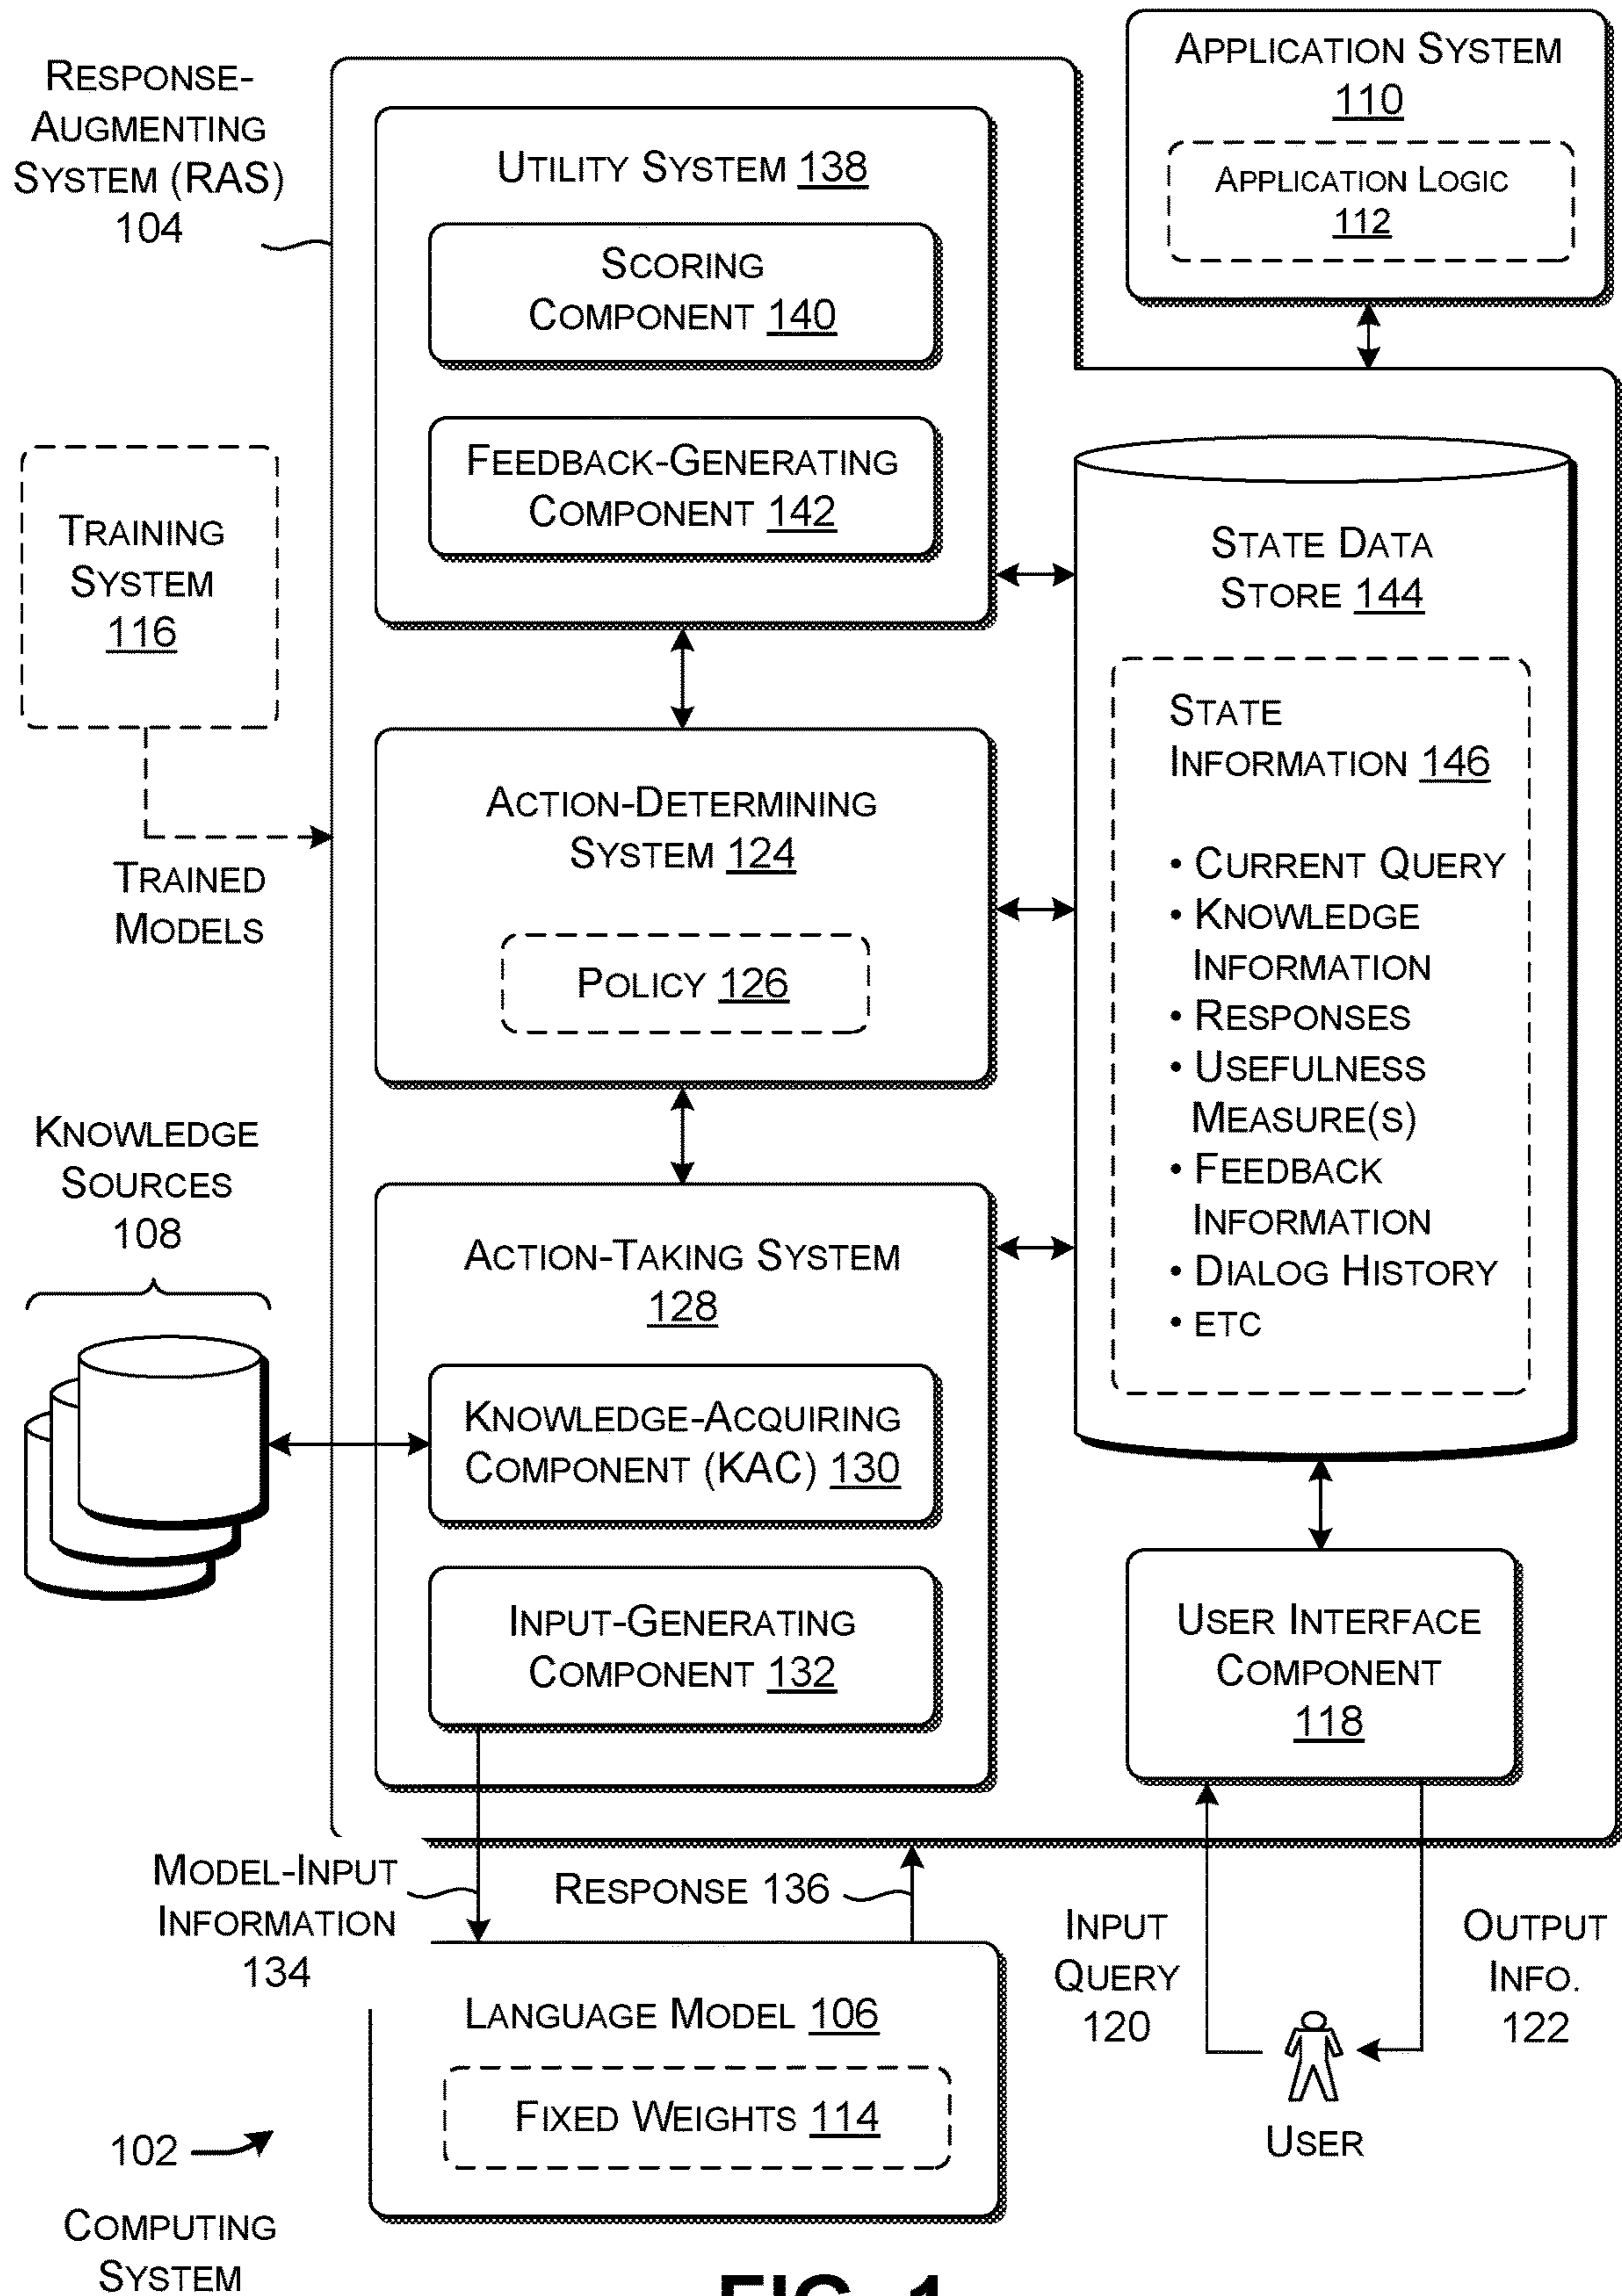 RESPONSE-
AUGMENTING
SYSTEM (RAS)
104
UTILITY SYSTEM 138
SCORING
COMPONENT 140
FEEDBACK-GENERATING
COMPONENT 142
APPLICATION SYSTEM
110
APPLICATION LOGIC
112
TRAINING
SYSTEM
116
TRAINED
MODELS
ACTION-DETERMINING
SYSTEM 124
POLICY 126
STATE DATA
STORE 144
STATE
INFORMATION 146
• CURRENT QUERY
• KNOWLEDGE
INFORMATION
• RESPONSES
• USEFULNESS
MEASURE(S)
• FEEDBACK
INFORMATION
• DIALOG HISTORY
• ETC
KNOWLEDGE
SOURCES
108
ACTION-TAKING SYSTEM
128
KNOWLEDGE-ACQUIRING
COMPONENT (KAC) 130
INPUT-GENERATING
COMPONENT 132
USER INTERFACE
COMPONENT
118
MODEL-INPUT
INFORMATION
134
RESPONSE 136
INPUT
QUERY
120
OUTPUT
INFO.
122
USER
LANGUAGE MODEL 106
FIXED WEIGHTS 114
102
COMPUTING
SYSTEM
FIG. 1